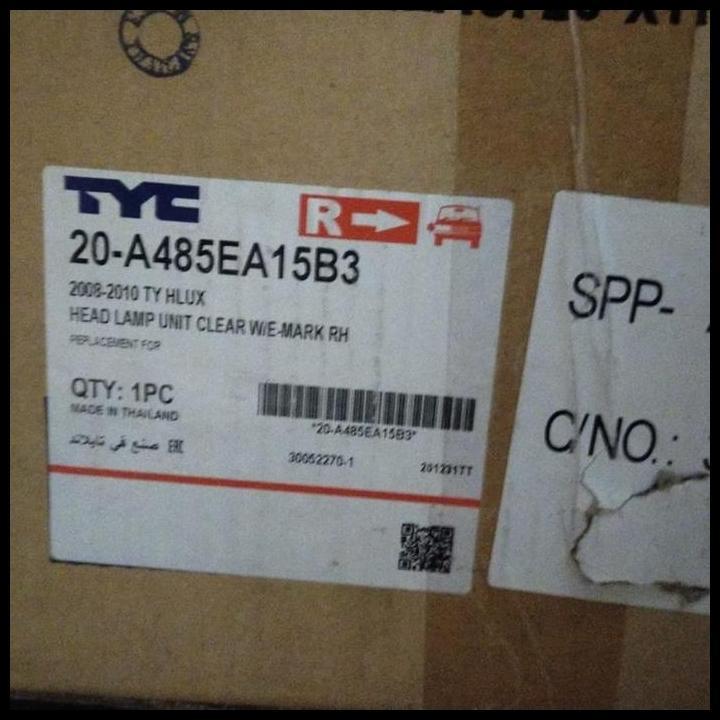 TYC
R
20-A485EA15B3
2008-2010 TY HLUX
HEAD LAMP UNIT CLEAR W/E-MARK RH
REPLACEMENT FOR
QTY: 1PC
MADE IN THAILAND
*20-A485EA15B3*
صنع في تايلاند EAC
30052270-1
201231TT
SPP-
C/NO.: